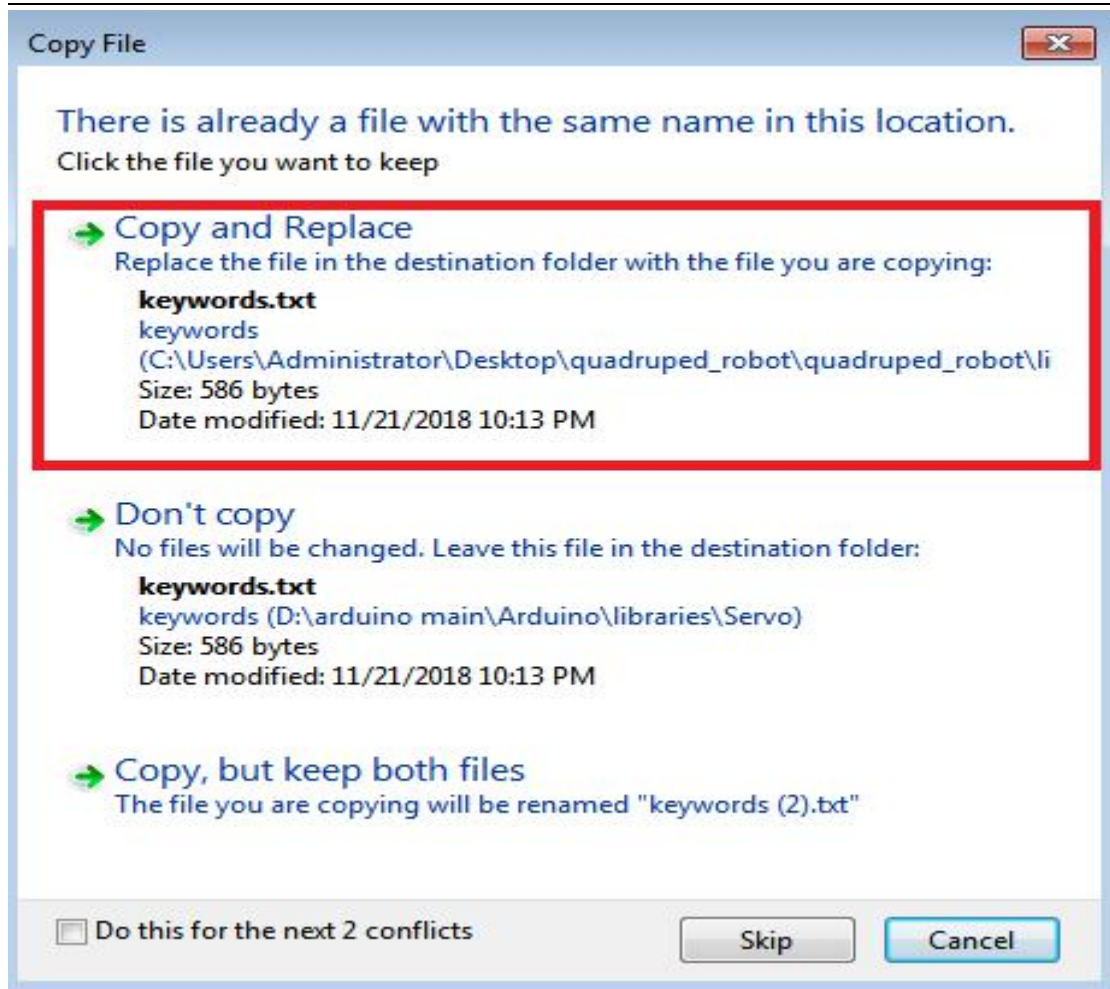 Copy File
There is already a file with the same name in this location.
Click the file you want to keep
Copy and Replace
Replace the file in the destination folder with the file you are copying:
keywords.txt
keywords
(C:\Users\Administrator\Desktop\quadruped_robot\quadruped_robot\li
Size: 586 bytes
Date modified: 11/21/2018 10:13 PM
Don't copy
No files will be changed. Leave this file in the destination folder:
keywords.txt
keywords (D:\arduino main\Arduino\libraries\Servo)
Size: 586 bytes
Date modified: 11/21/2018 10:13 PM
Copy, but keep both files
The file you are copying will be renamed "keywords (2).txt"
Do this for the next 2 conflicts
Skip
Cancel